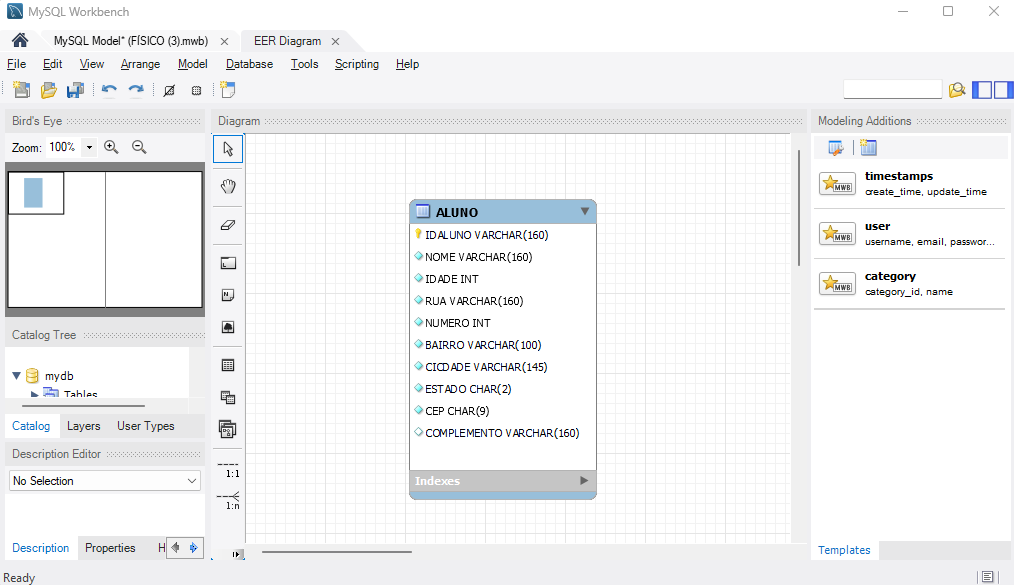 MySQL Workbench
MySQL Model* (FÍSICO (3).mwb) EER Diagram
File Edit View Arrange Model Database Tools Scripting Help
Bird's Eye
Zoom: 100%
Catalog Tree
mydb
Tables
Catalog Layers User Types
Description Editor
No Selection
Description Properties H
Diagram
1:1
1:n
ALUNO
IDALUNO VARCHAR(160)
NOME VARCHAR(160)
IDADE INT
RUA VARCHAR(160)
NUMERO INT
BAIRRO VARCHAR(100)
CICDADE VARCHAR(145)
ESTADO CHAR(2)
CEP CHAR(9)
COMPLEMENTO VARCHAR(160)
Indexes
Modeling Additions
MWB
timestamps
create_time, update_time
MWB
user
username, email, passwor...
MWB
category
category_id, name
Templates
Ready